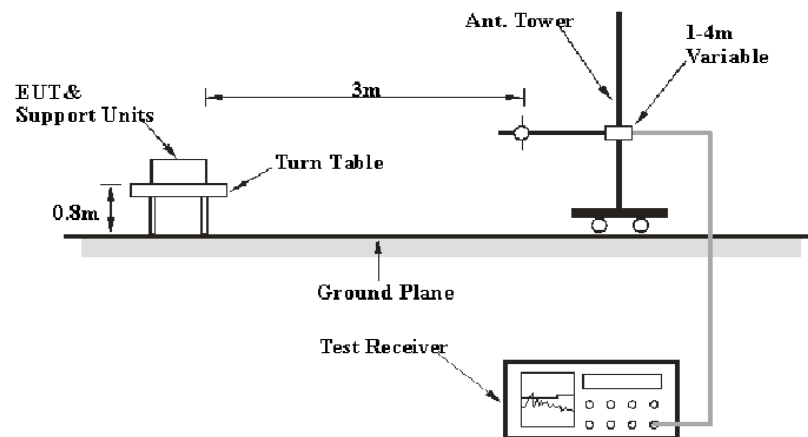 Ant. Tower
1-4m
Variable
3m
EUT&
Support Units
Turn Table
0.8m
Ground Plane
Test Receiver